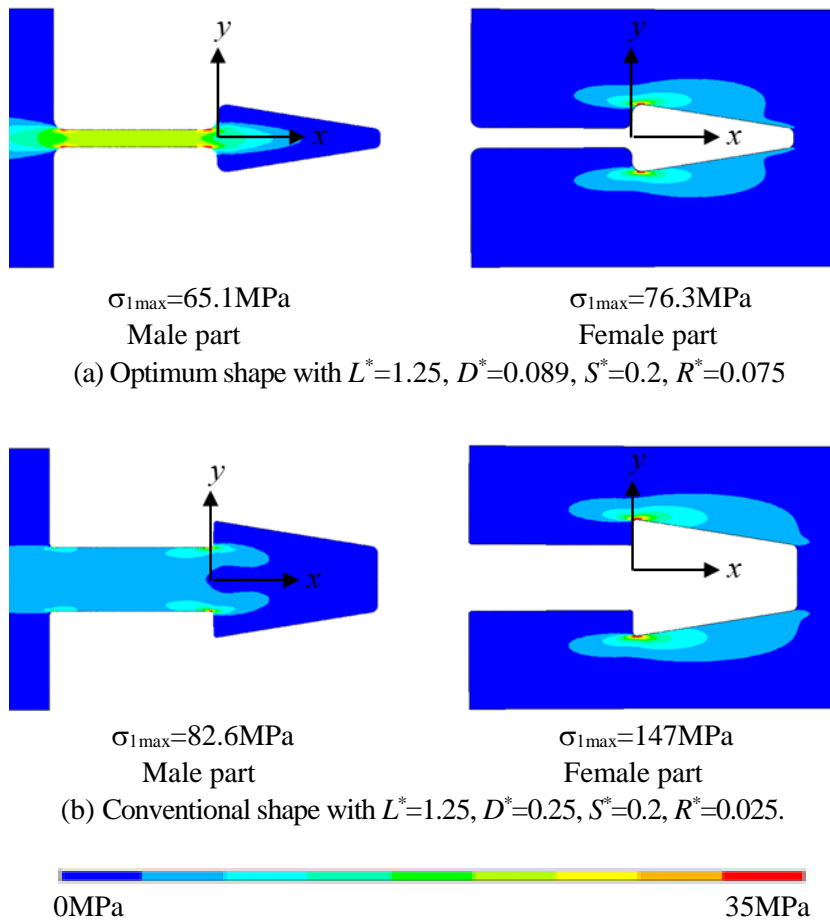 y
x
y
x
σ1max=65.1MPa
σ1max=76.3MPa
Male part
Female part
(a) Optimum shape with L*=1.25, D*=0.089, S*=0.2, R*=0.075
y
x
y
x
σ1max=82.6MPa
σ1max=147MPa
Male part
Female part
(b) Conventional shape with L*=1.25, D*=0.25, S*=0.2, R*=0.025.
0MPa
35MPa